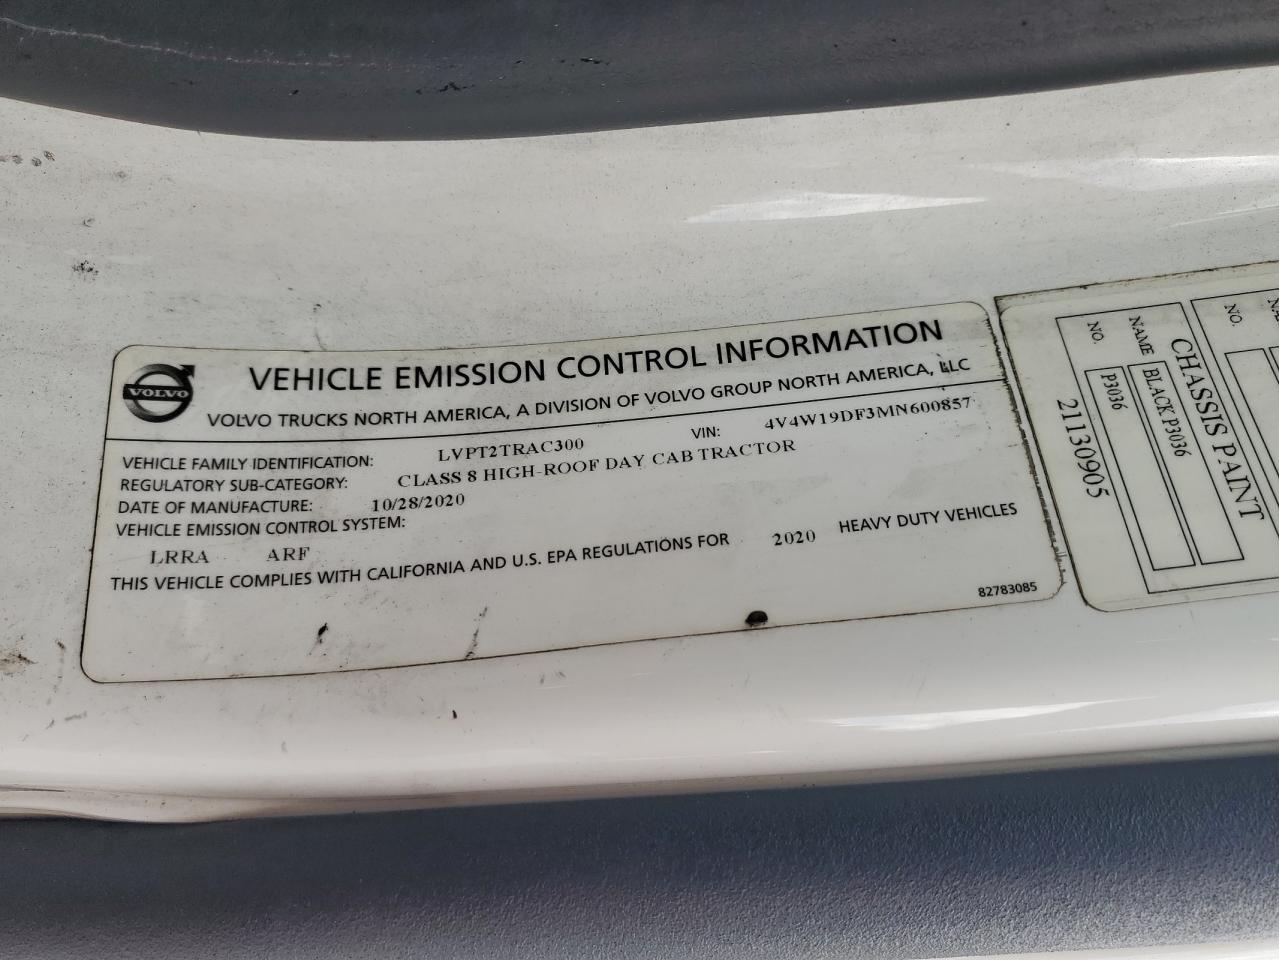 VOLVO
VEHICLE EMISSION CONTROL INFORMATION
VOLVO TRUCKS NORTH AMERICA, A DIVISION OF VOLVO GROUP NORTH AMERICA, LLC
VEHICLE FAMILY IDENTIFICATION: LVPT2TRAC300 VIN: 4V4W19DF3MN600857
REGULATORY SUB-CATEGORY: CLASS 8 HIGH-ROOF DAY CAB TRACTOR
DATE OF MANUFACTURE: 10/28/2020
VEHICLE EMISSION CONTROL SYSTEM:
LRRA ARF
THIS VEHICLE COMPLIES WITH CALIFORNIA AND U.S. EPA REGULATIONS FOR 2020 HEAVY DUTY VEHICLES
82783085
NO.
CHASSIS PAINT
NAME BLACK P3036
NO. P3036
21130905